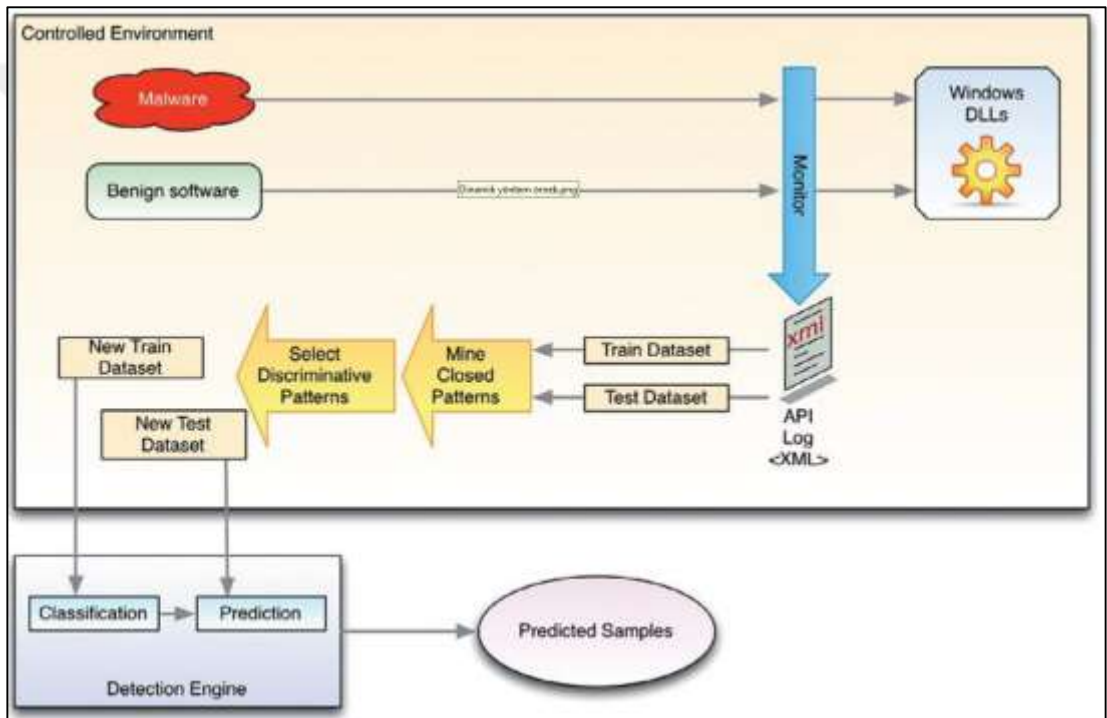 Controlled Environment
Malware
Windows
DLLs
Benign software
Monitor
xml
New Train
Dataset
Select
Discriminative
Patterns
Mine
Closed
Patterns
Train Dataset
Test Dataset
New Test
Dataset
API
Log
<XML>
Classification
Prediction
Predicted Samples
Detection Engine